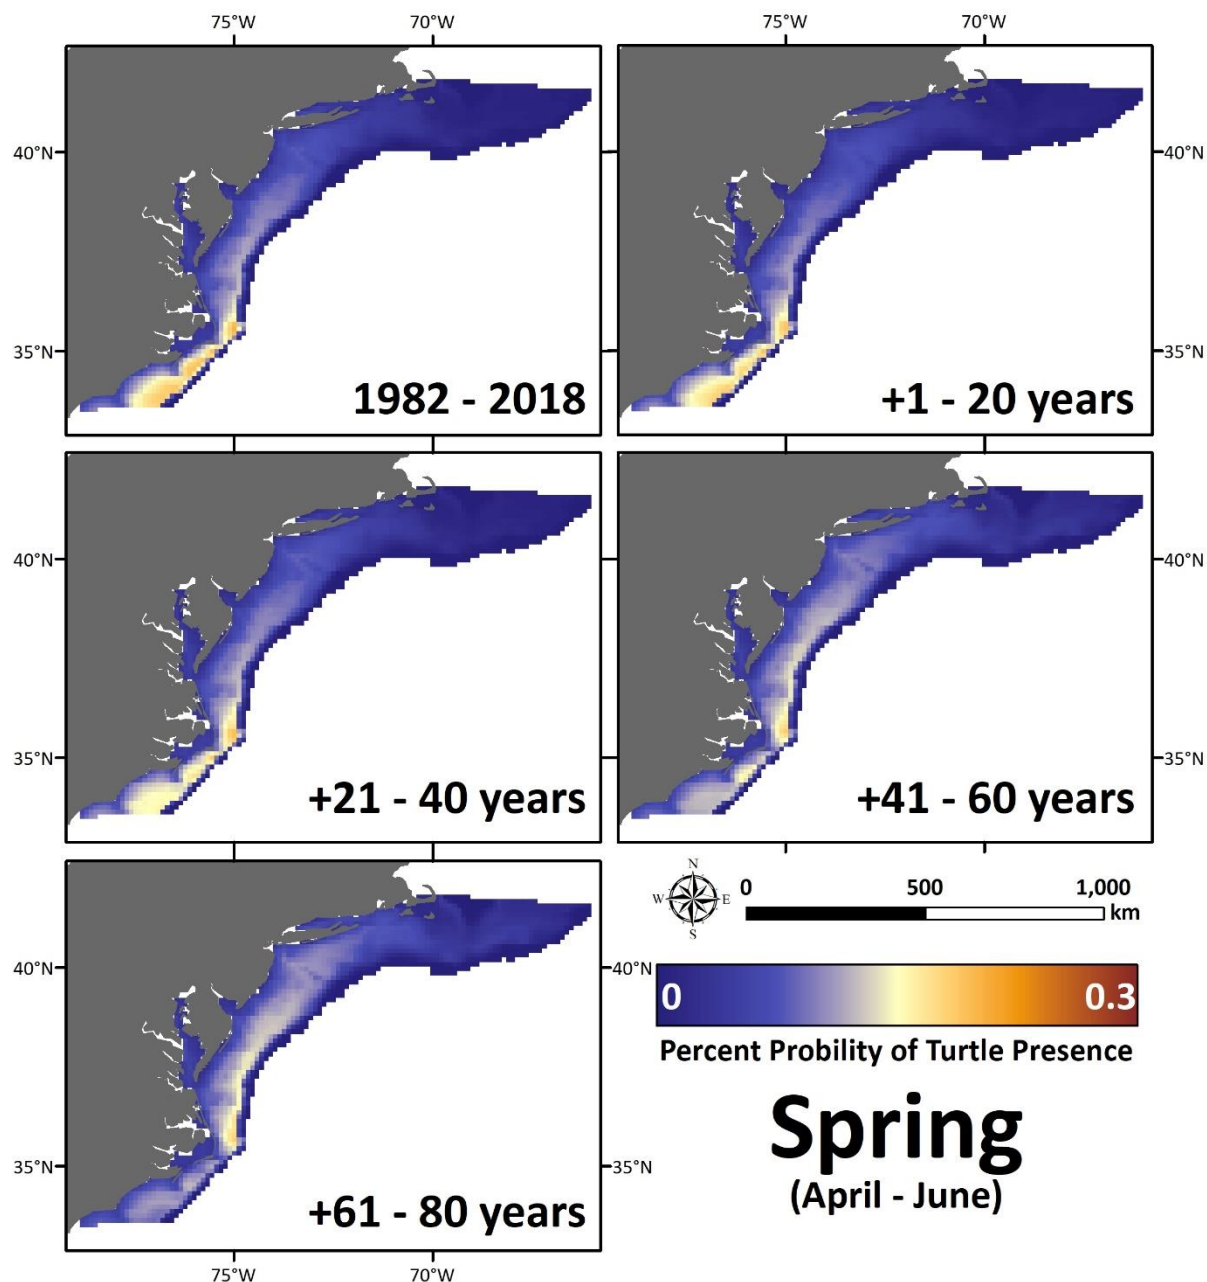 75°W 70°W 75°W 70°W
40°N 40°N
35°N 35°N
1982 - 2018 +1 - 20 years
40°N 40°N
35°N 35°N
+21 - 40 years +41 - 60 years
N
W E
S
0 500 1,000
km
40°N
0 0.3
Percent Probility of Turtle Presence
Spring
(April - June)
35°N
40°N
35°N
+61 - 80 years
75°W 70°W